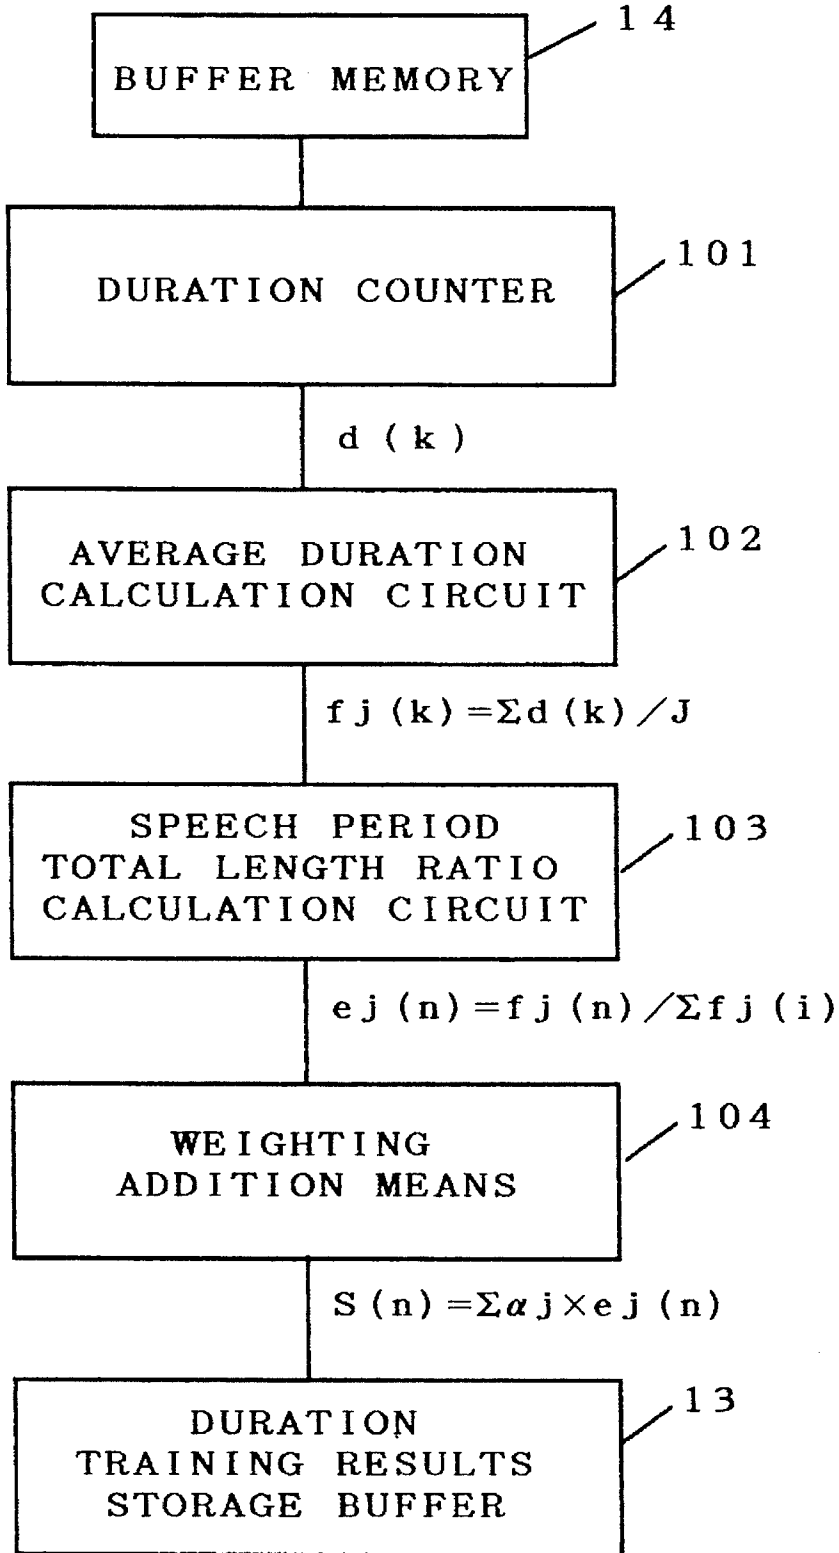 14
BUFFER MEMORY
101
DURATION COUNTER
d(k)
102
AVERAGE DURATION
CALCULATION CIRCUIT
fj(k)=Σd(k)/J
103
SPEECH PERIOD
TOTAL LENGTH RATIO
CALCULATION CIRCUIT
ej(n)=fj(n)/Σfj(i)
104
WEIGHTING
ADDITION MEANS
S(n)=Σαj×ej(n)
13
DURATION
TRAINING RESULTS
STORAGE BUFFER